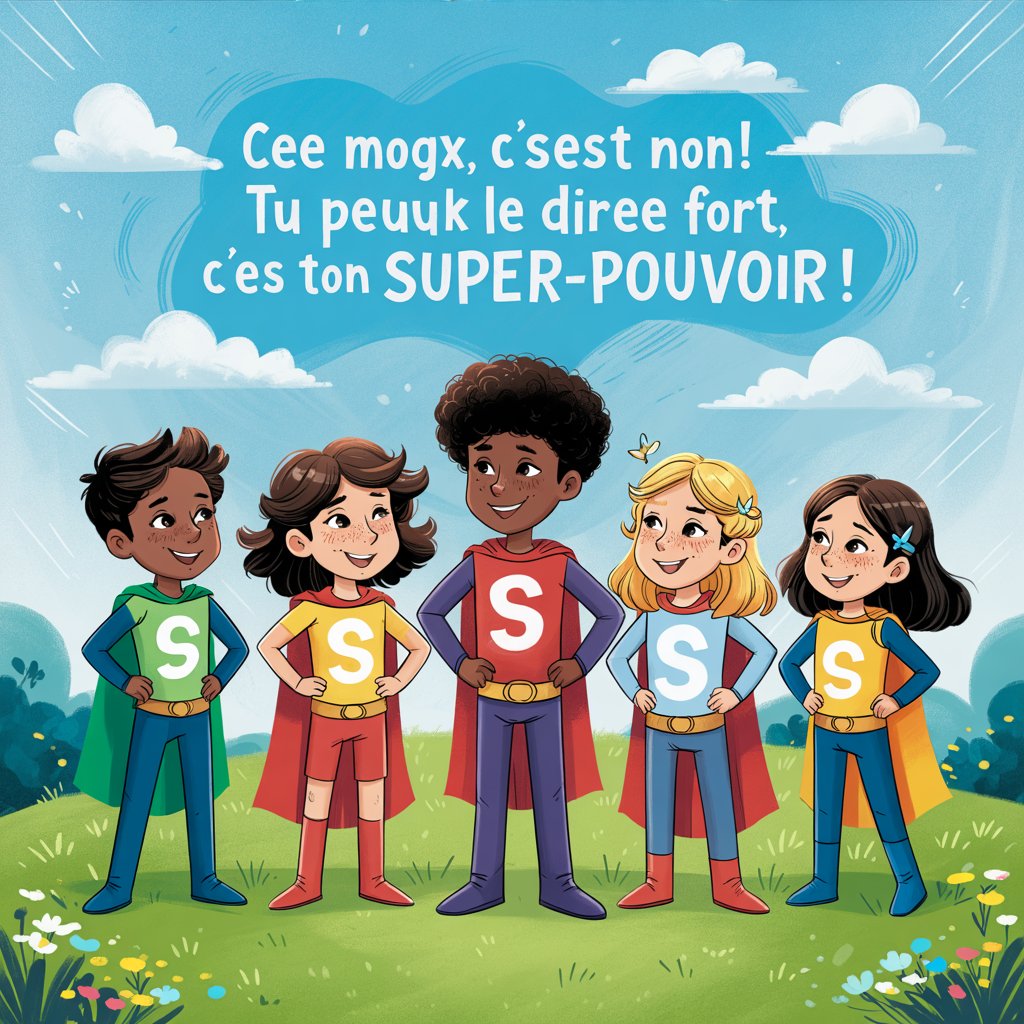 Cee mogx, c'sest non!
Tu peuuk le diree fort,
c'es ton SUPER-POUVOIR !
S S S S S